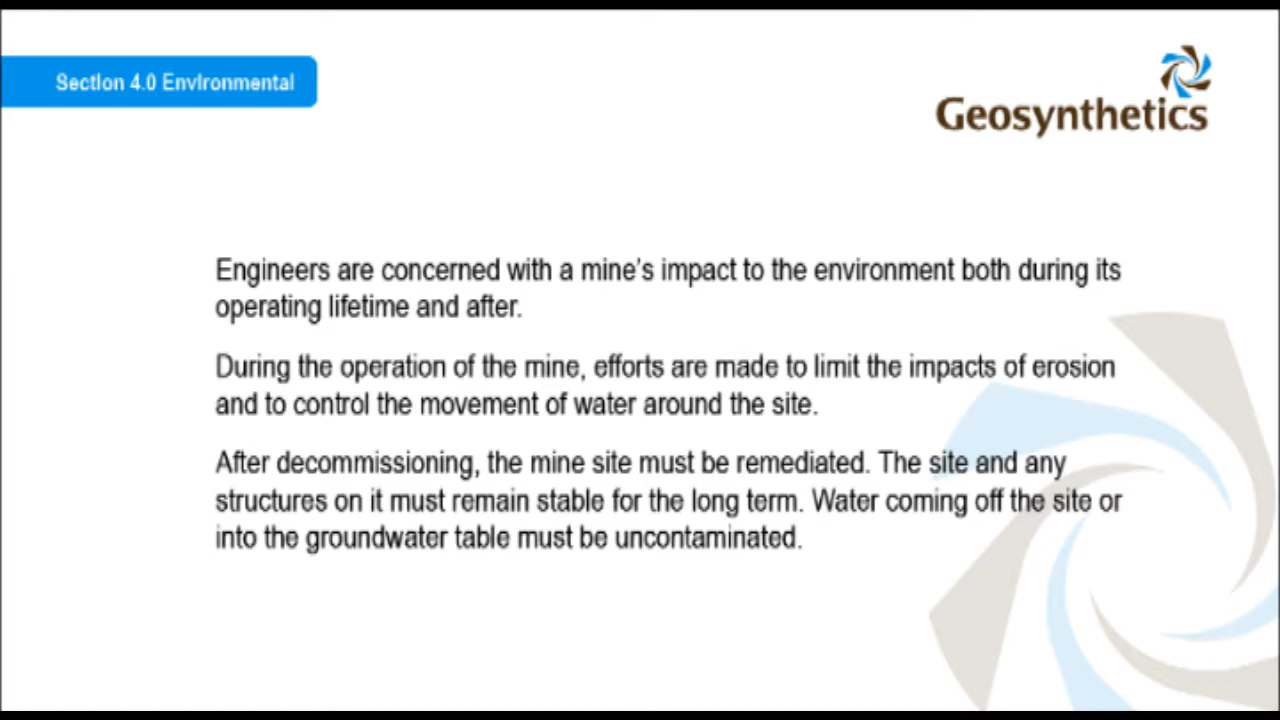 Section 4.0 Environmental
Geosynthetics
Engineers are concerned with a mine's impact to the environment both during its
operating lifetime and after.
During the operation of the mine, efforts are made to limit the impacts of erosion
and to control the movement of water around the site.
After decommissioning, the mine site must be remediated. The site and any
structures on it must remain stable for the long term. Water coming off the site or
into the groundwater table must be uncontaminated.